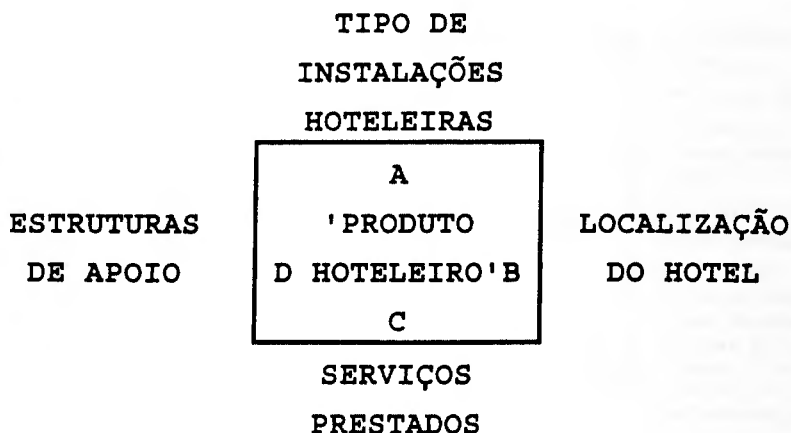 TIPO DE
INSTALAÇÕES
HOTELEIRAS
A
ESTRUTURAS 'PRODUTO LOCALIZAÇÃO
DE APOIO D HOTELEIRO'B DO HOTEL
C
SERVIÇOS
PRESTADOS